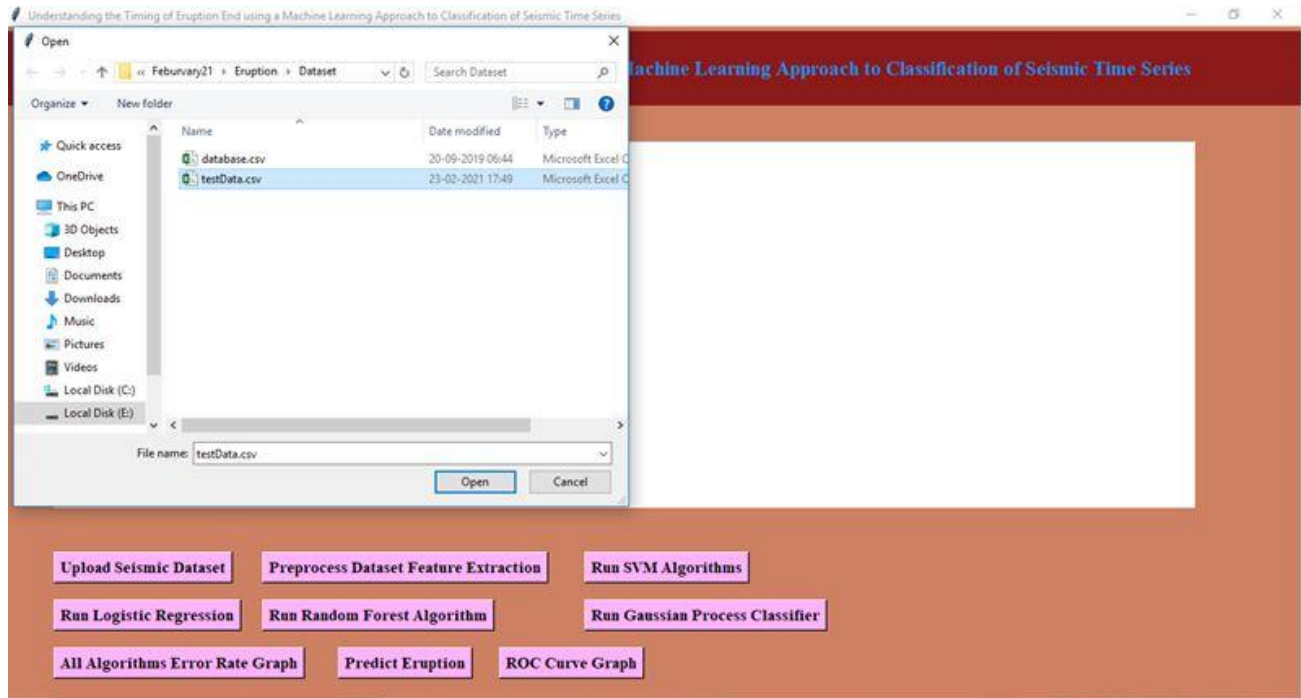 Understanding the Timing of Eruption End using a Machine Learning Approach to Classification of Seismic Time Series
Open
« Feburvary21 › Eruption › Dataset
Search Dataset
achine Learning Approach to Classification of Seismic Time Series
Organize
New folder
Name
Date modified
Type
Quick access
database.csv
20-09-2019 06:44
Microsoft Excel C
OneDrive
testData.csv
23-02-2021 17:49
Microsoft Excel C
This PC
3D Objects
Desktop
Documents
Downloads
Music
Pictures
Videos
Local Disk (C:)
Local Disk (E:)
File name: testData.csv
Open
Cancel
Upload Seismic Dataset
Preprocess Dataset Feature Extraction
Run SVM Algorithms
Run Logistic Regression
Run Random Forest Algorithm
Run Gaussian Process Classifier
All Algorithms Error Rate Graph
Predict Eruption
ROC Curve Graph